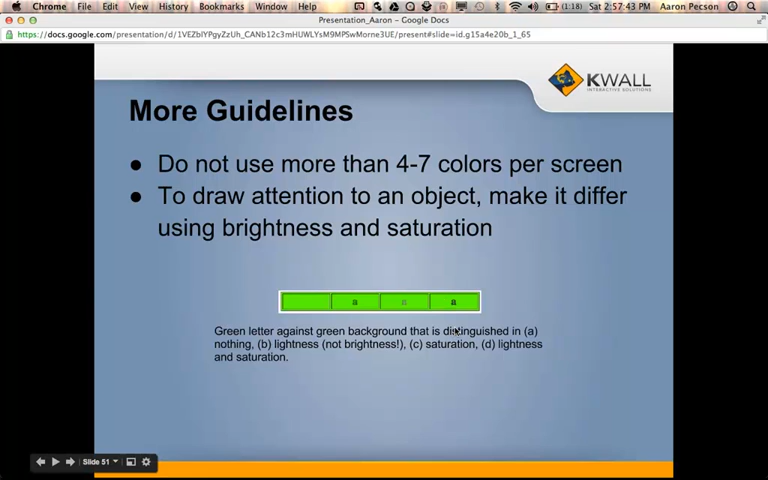 Chrome File Edit View History Bookmarks Window Help (1:18) Sat 2:57:43 PM Aaron Pecson
Presentation_Aaron – Google Docs
https://docs.google.com/presentation/d/1VEZblYPgyZzUh_CANb12c3mHUWLYsM9MPSwMorne3UE/present#slide=id.g15a4e20b_1_65
KWALL
INTERACTIVE SOLUTIONS
More Guidelines
● Do not use more than 4-7 colors per screen
● To draw attention to an object, make it differ
using brightness and saturation
a a a
Green letter against green background that is distinguished in (a)
nothing, (b) lightness (not brightness!), (c) saturation, (d) lightness
and saturation.
Slide 51